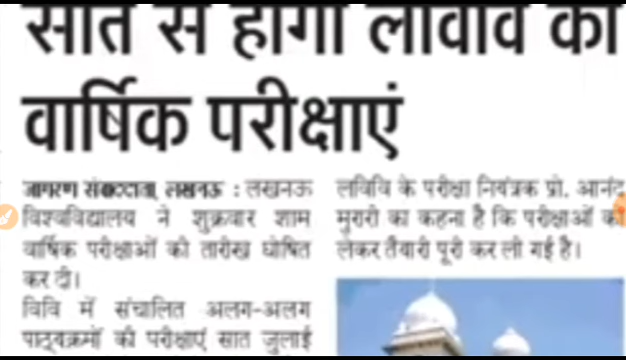 सात से होंगी लविवि की
वार्षिक परीक्षाएं
जागरण संवाददाता, लखनऊ : लखनऊ
विश्वविद्यालय ने शुक्रवार शाम
वार्षिक परीक्षाओं की तारीख घोषित
कर दी।
विवि में संचालित अलग-अलग
पाठ्यक्रमों की परीक्षाएं सात जुलाई
लविवि के परीक्षा नियंत्रक प्रो. आनंद
मुरारी का कहना है कि परीक्षाओं को
लेकर तैयारी पूरी कर ली गई है।